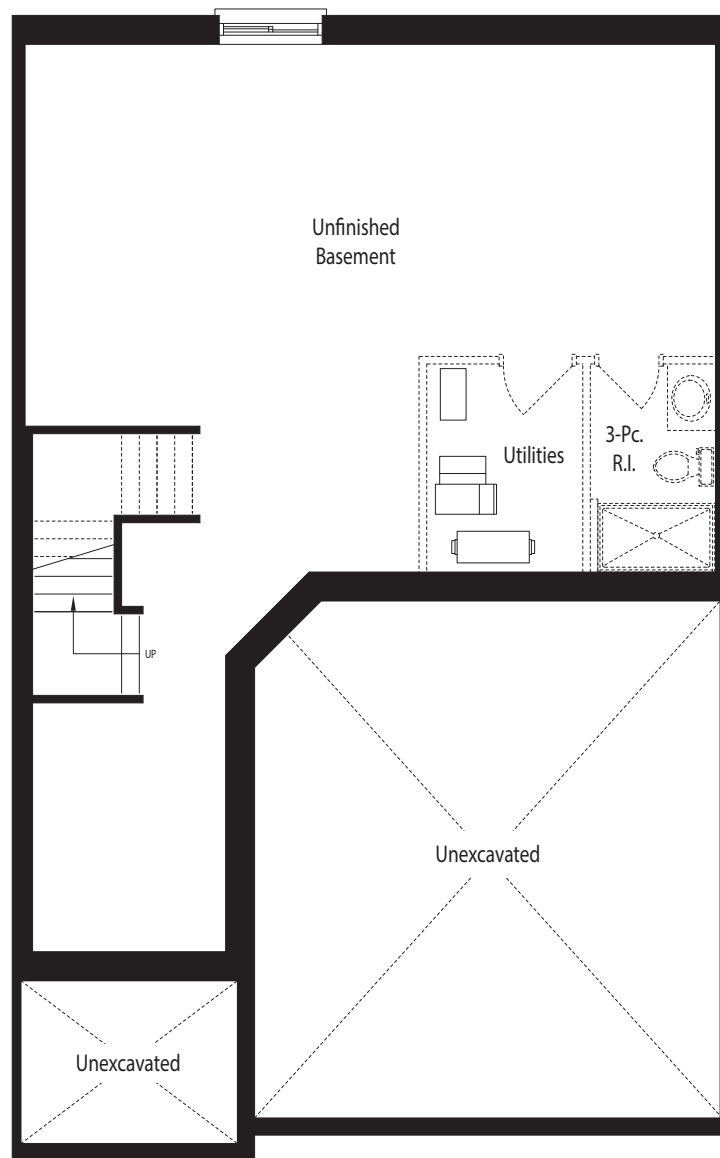 Unfinished
Basement
Utilities
3-Pc.
R.I.
UP
Unexcavated
Unexcavated